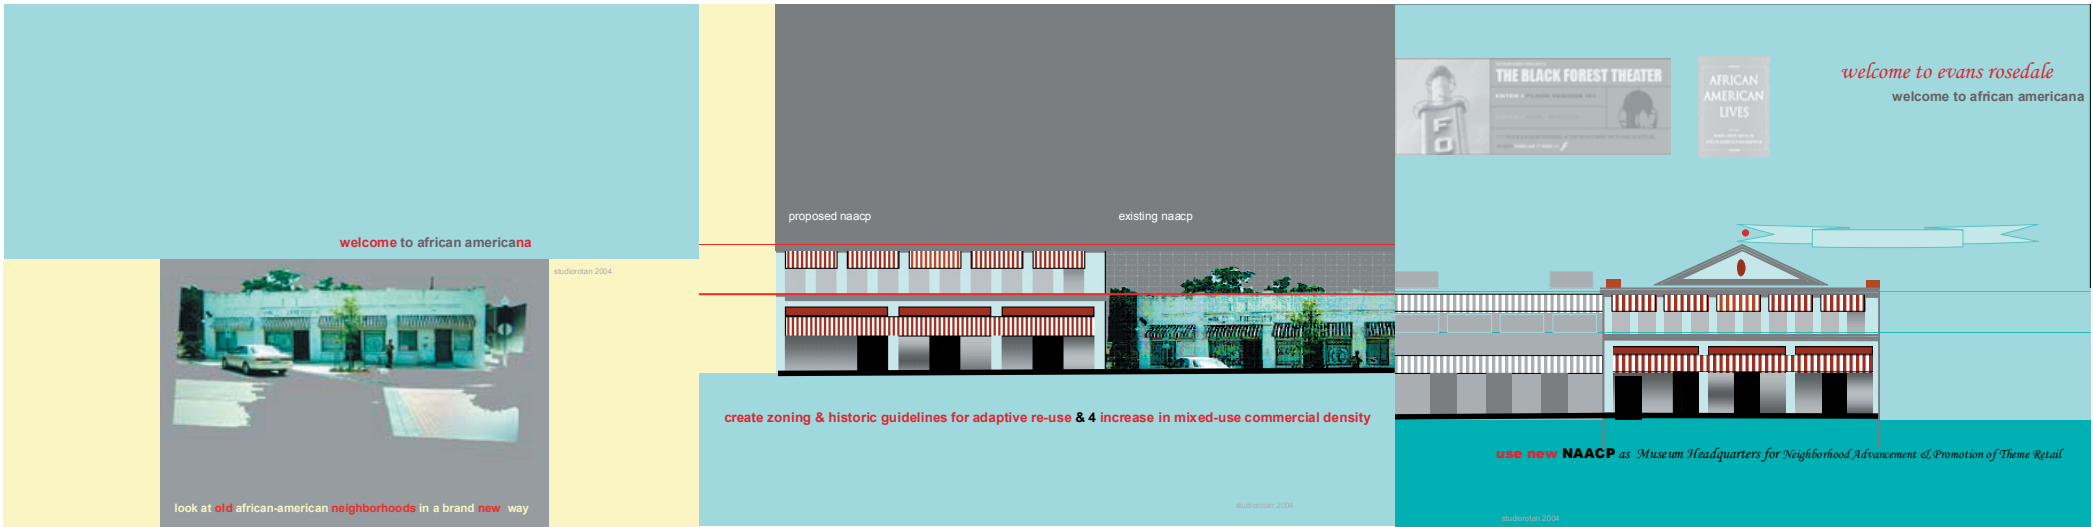 welcome to african americana
studiorotan 2004
look at old african-american neighborhoods in a brand new way
proposed naacp
existing naacp
create zoning & historic guidelines for adaptive re-use & 4 increase in mixed-use commercial density
studiorotan 2004
THE BLACK FOREST THEATER
FO
AFRICAN
AMERICAN
LIVES
welcome to evans rosedale
welcome to african americana
use new NAACP as Museum Headquarters for Neighborhood Advancement & Promotion of Theme Retail
studiorotan 2004